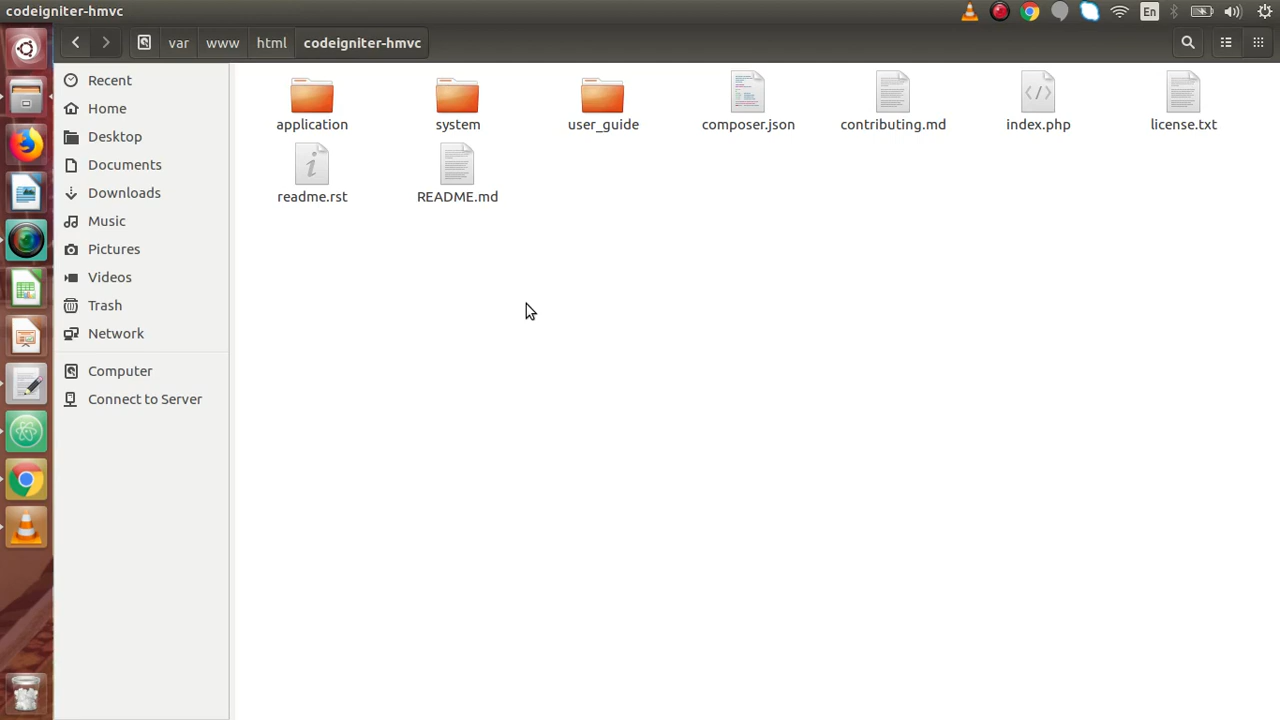 codeigniter-hmvc
En
var www html codeigniter-hmvc
Recent
Home
Desktop
Documents
Downloads
Music
Pictures
Videos
Trash
Network
Computer
Connect to Server
application system user_guide composer.json contributing.md index.php license.txt
readme.rst README.md